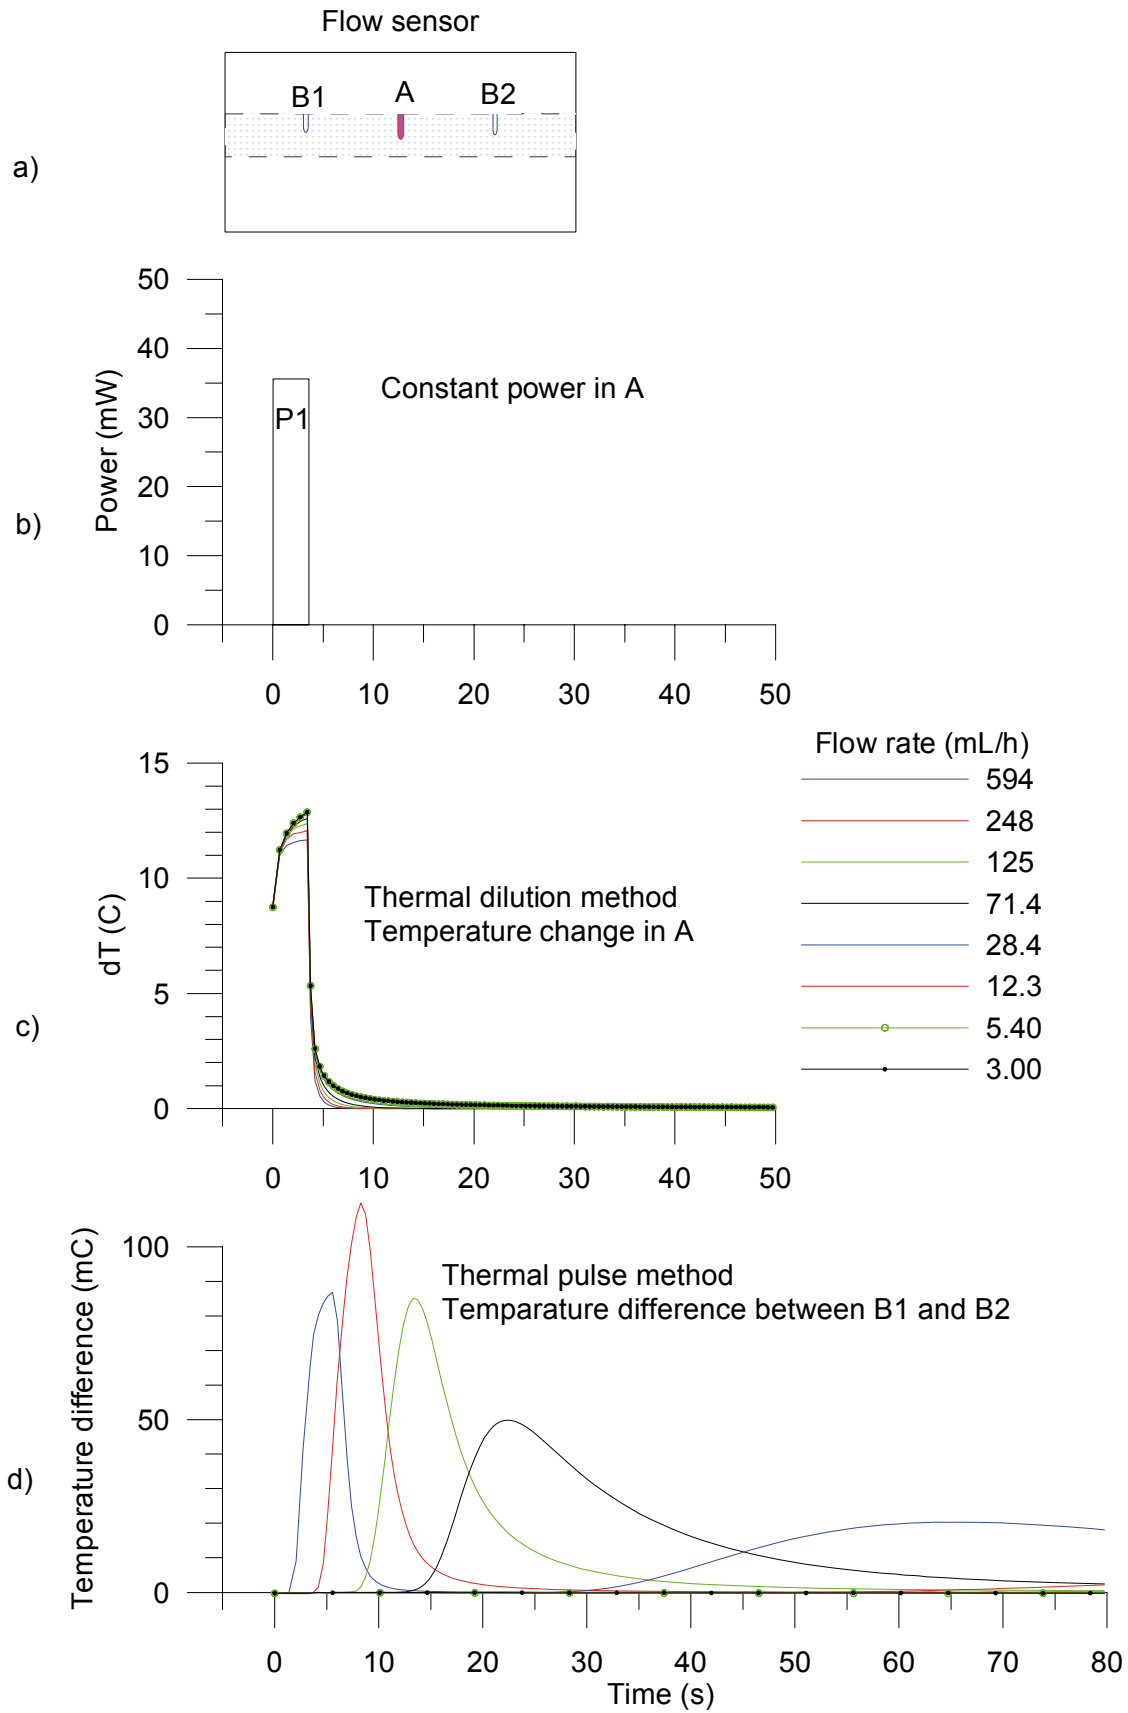 Flow sensor
B1
A
B2
a)
50
40
30
20
10
0
Power (mW)
P1
Constant power in A
b)
0
10
20
30
40
50
15
10
5
0
dT (C)
Thermal dilution method
Temperature change in A
c)
0
10
20
30
40
50
Flow rate (mL/h)
594
248
125
71.4
28.4
12.3
5.40
3.00
100
50
0
Temperature difference (mC)
Thermal pulse method
Temparature difference between B1 and B2
d)
0
10
20
30
40
50
60
70
80
Time (s)